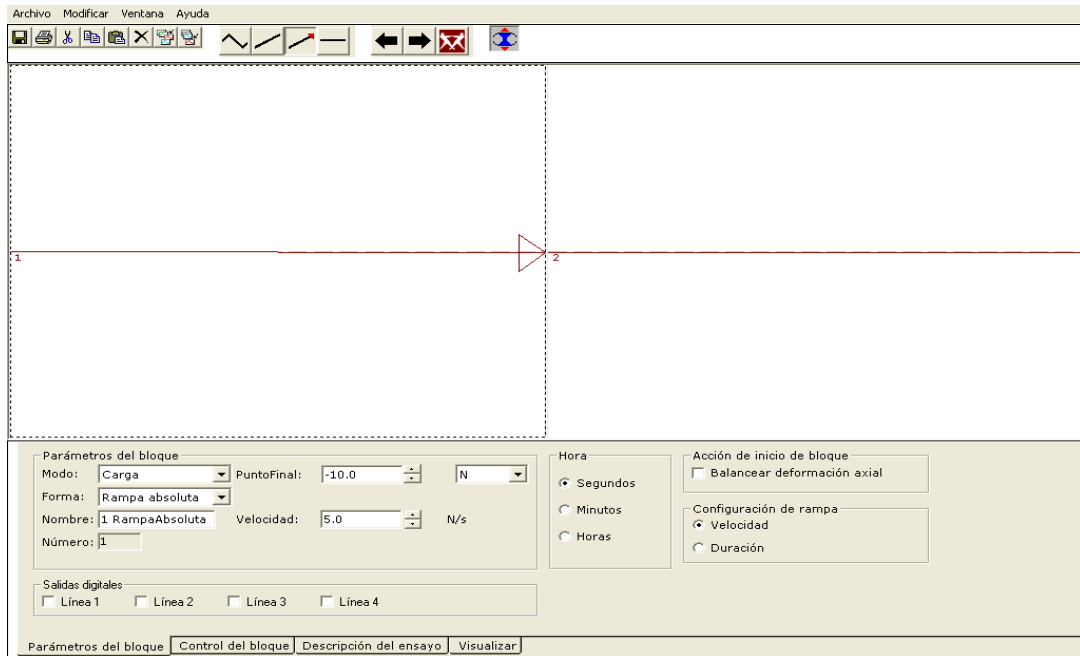 Archivo Modificar Ventana Ayuda
1
2
Parámetros del bloque
Modo: Carga PuntoFinal: -10.0 N
Forma: Rampa absoluta
Nombre: 1 RampaAbsoluta Velocidad: 5.0 N/s
Número: 1
Hora
Segundos
Minutos
Horas
Acción de inicio de bloque
Balancear deformación axial
Configuración de rampa
Velocidad
Duración
Salidas digitales
Línea 1 Línea 2 Línea 3 Línea 4
Parámetros del bloque Control del bloque Descripción del ensayo Visualizar